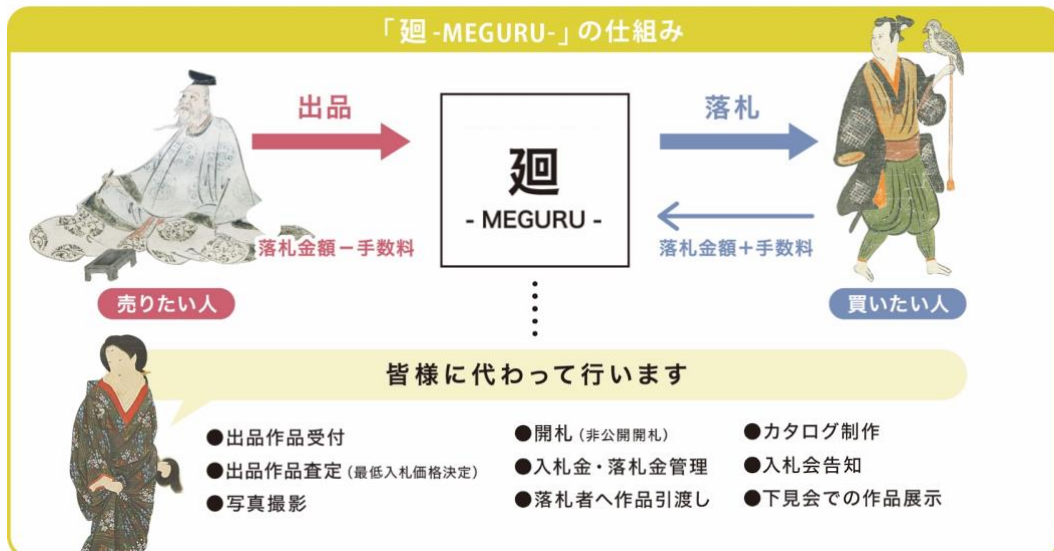 「廻 -MEGURU- 」の仕組み
出品
落札
廻
- MEGURU -
落札金額－手数料
落札金額＋手数料
売りたい人
買いたい人
皆様に代わって行います
●出品作品受付
●出品作品査定（最低入札価格決定）
●写真撮影
●開札（非公開開札）
●入札金・落札金管理
●落札者へ作品引渡し
●カタログ制作
●入札会告知
●下見会での作品展示